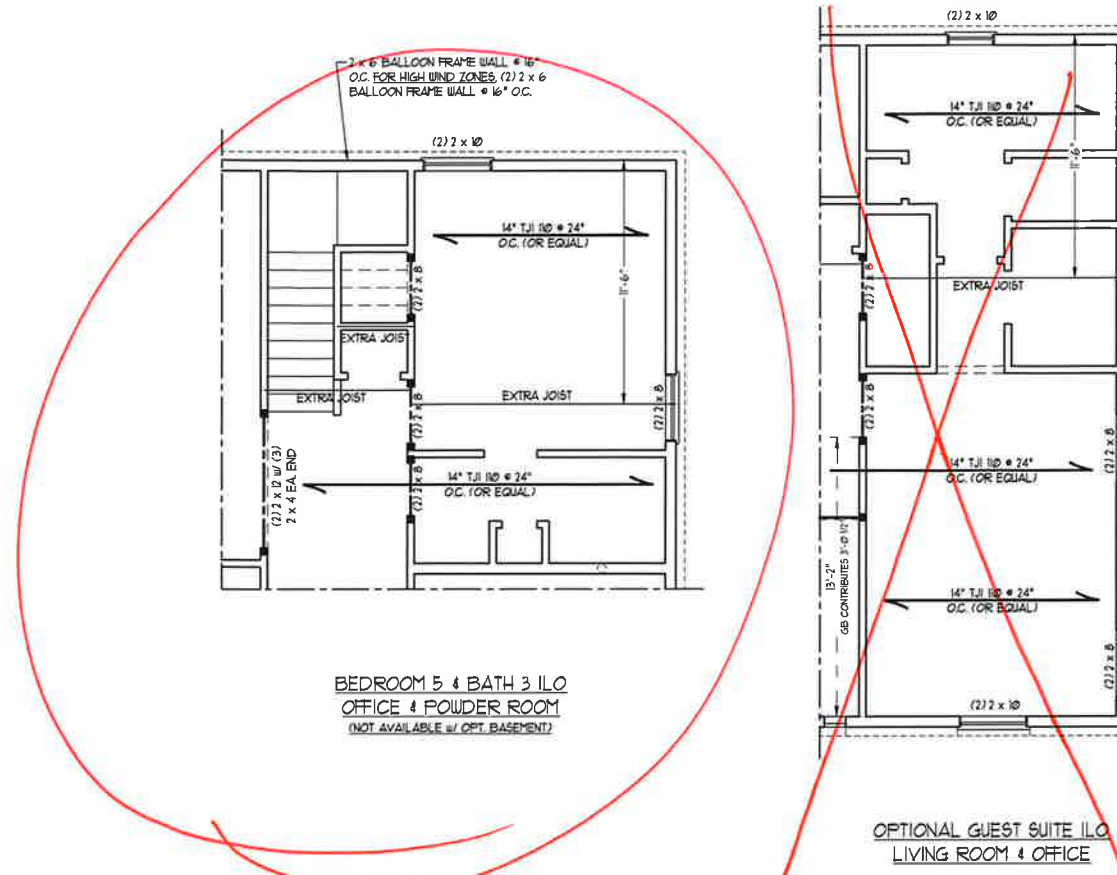 2 x 6 BALLOON FRAME WALL @ 16"
O.C. FOR HIGH WIND ZONES, (2) 2 x 6
BALLOON FRAME WALL @ 16" O.C.
(2) 2 x 10
14" TJI 110 @ 24"
O.C. (OR EQUAL)
11'-6"
(2) 2 x 8
EXTRA JOIST
EXTRA JOIST
EXTRA JOIST
(2) 2 x 8
(2) 2 x 8
(2) 2 x 12 w/ (3)
2 x 4 EA. END
(2) 2 x 8
14" TJI 110 @ 24"
O.C. (OR EQUAL)
BEDROOM 5 & BATH 3 ILO
OFFICE & POWDER ROOM
(NOT AVAILABLE w/ OPT. BASEMENT)
(2) 2 x 10
14" TJI 110 @ 24"
O.C. (OR EQUAL)
11'-6"
(2) 2 x 8
EXTRA JOIST
(2) 2 x 8
14" TJI 110 @ 24"
O.C. (OR EQUAL)
(2) 2 x 8
13'-2"
GB CONTRIBUTES 3'-0 1/2"
14" TJI 110 @ 24"
O.C. (OR EQUAL)
(2) 2 x 8
(2) 2 x 10
OPTIONAL GUEST SUITE ILO
LIVING ROOM & OFFICE